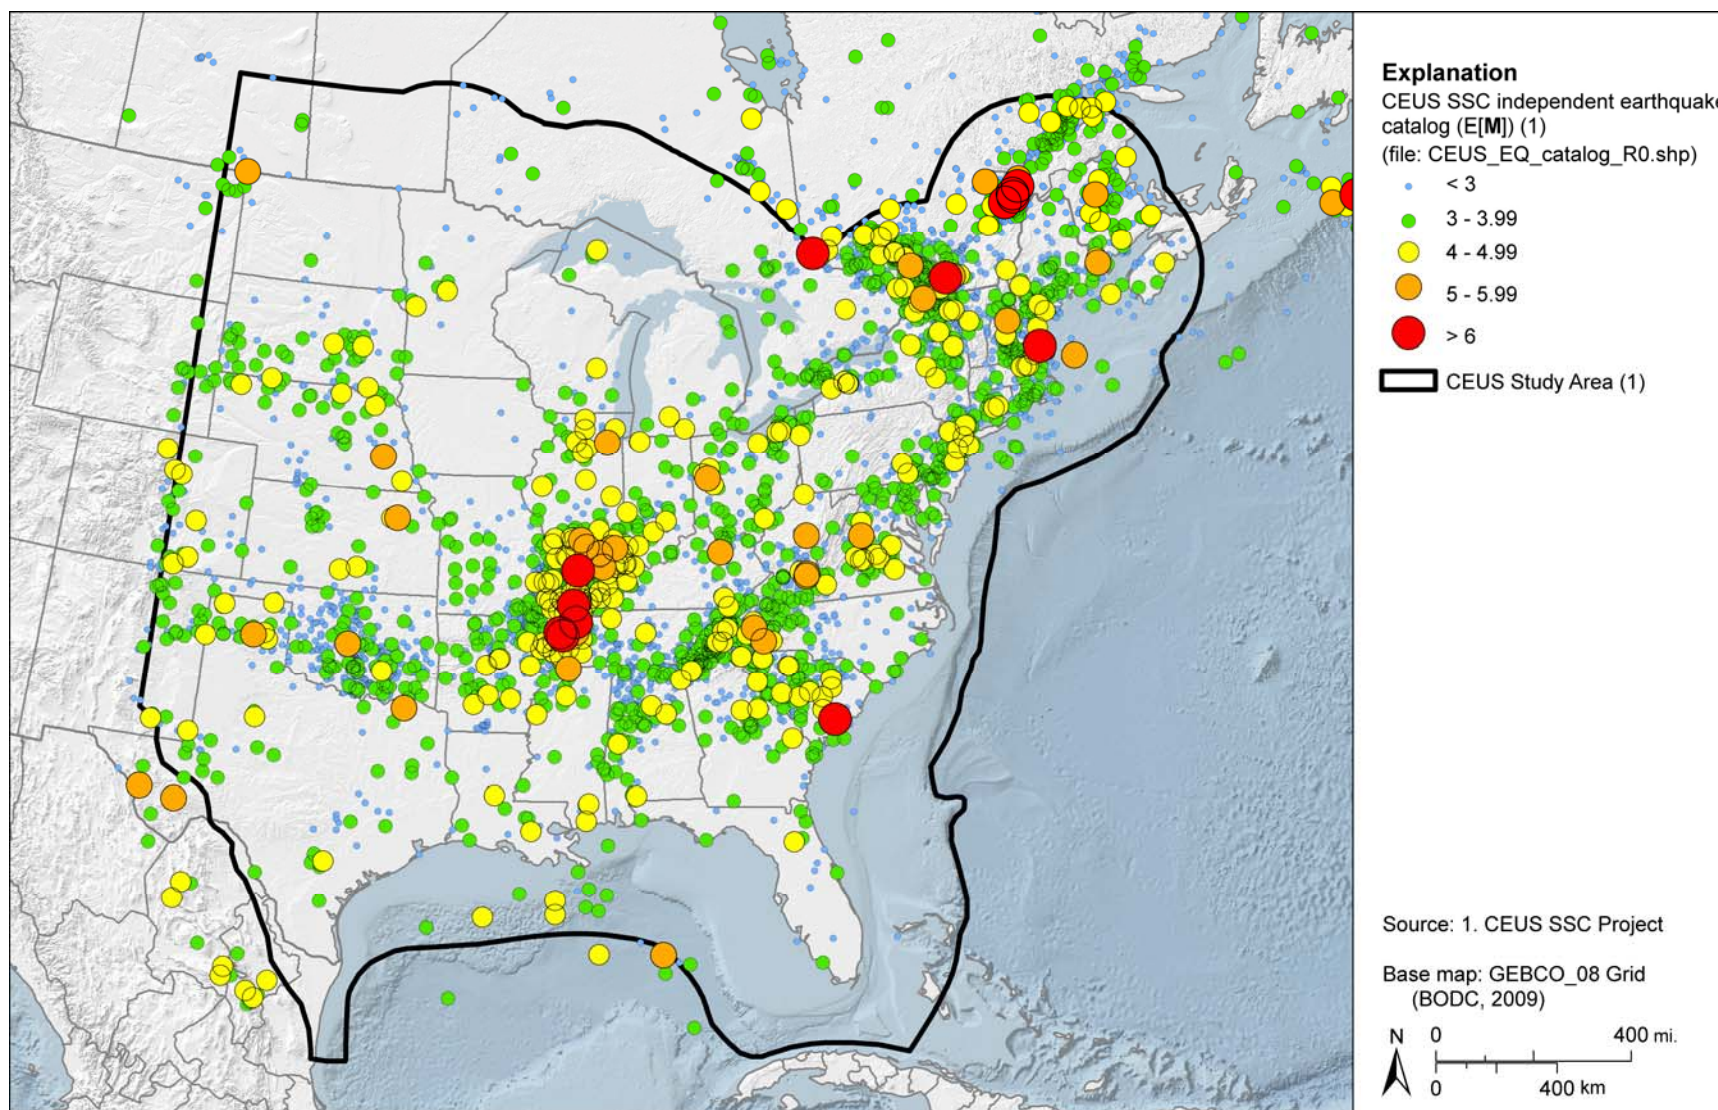 Explanation
CEUS SSC independent earthquake
catalog (E[M]) (1)
(file: CEUS_EQ_catalog_R0.shp)
< 3
3 - 3.99
4 - 4.99
5 - 5.99
> 6
CEUS Study Area (1)
Source: 1. CEUS SSC Project
Base map: GEBCO_08 Grid
(BODC, 2009)
N 0 400 mi.
0 400 km